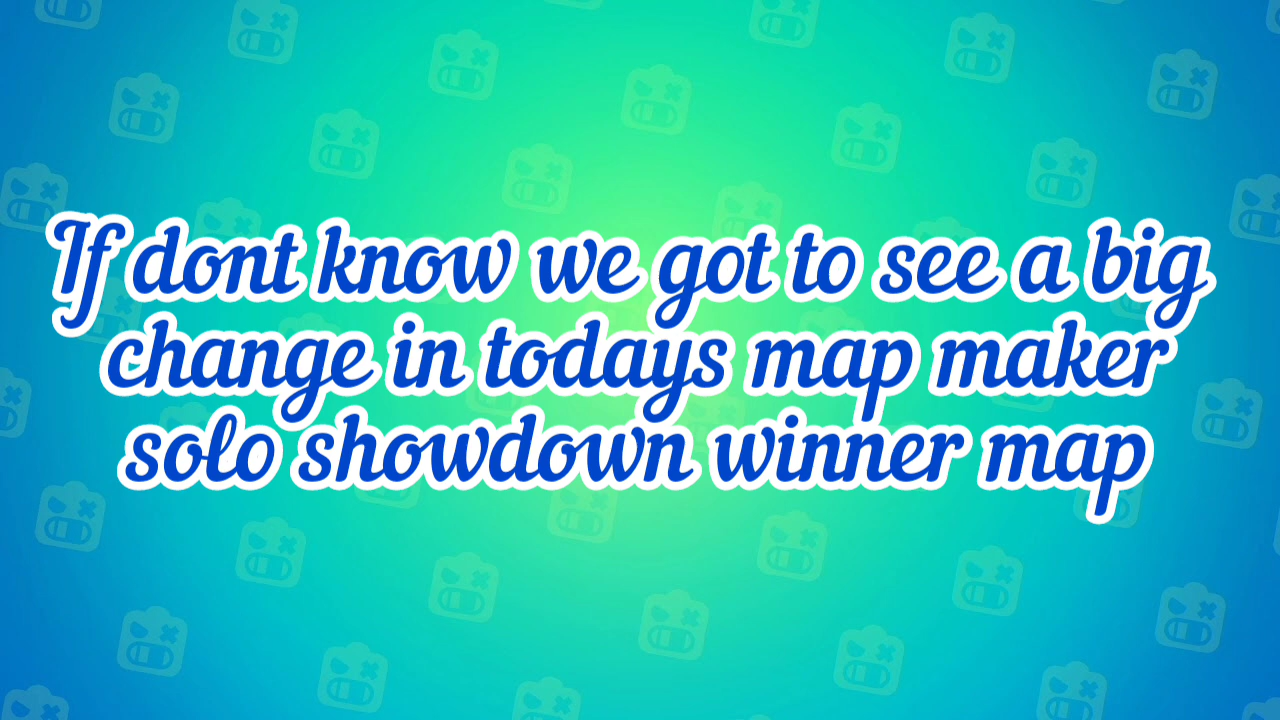 If dont know we got to see a big
change in todays map maker
solo showdown winner map